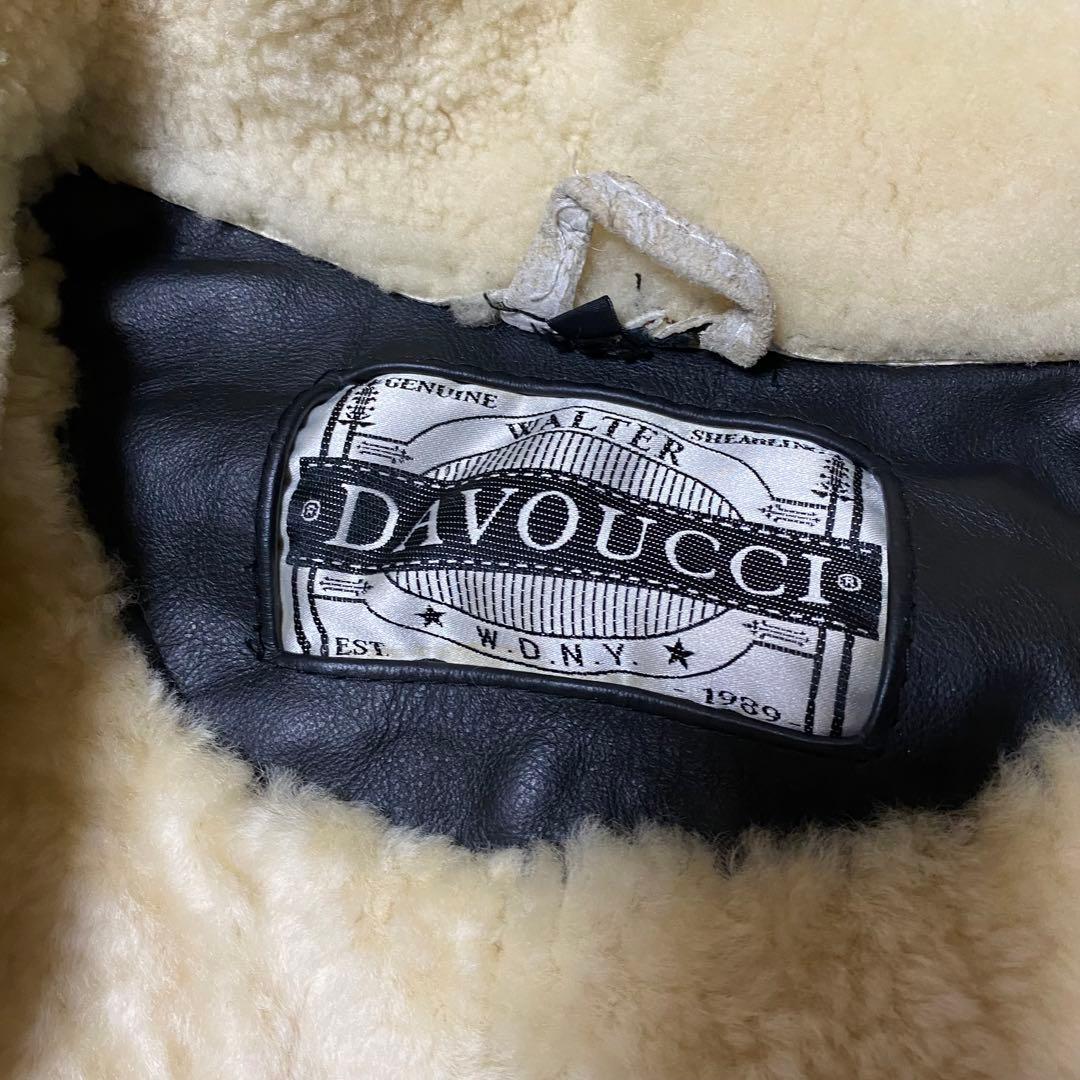 GENUINE
SHEARLING
WALTER
® DAVOUCCI ®
★ W.D.N.Y. ★
EST.
- 1989 -